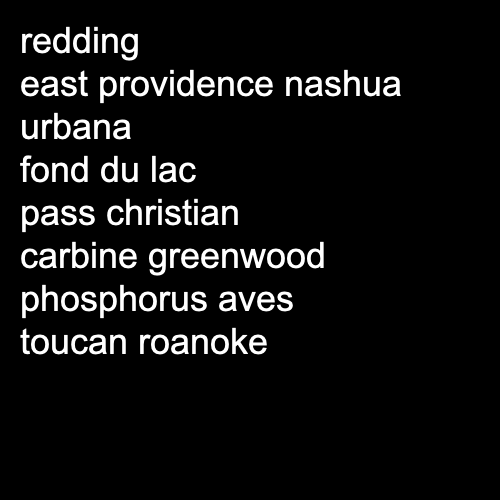 redding
east providence nashua
urbana
fond du lac
pass christian
carbine greenwood
phosphorus aves
toucan roanoke